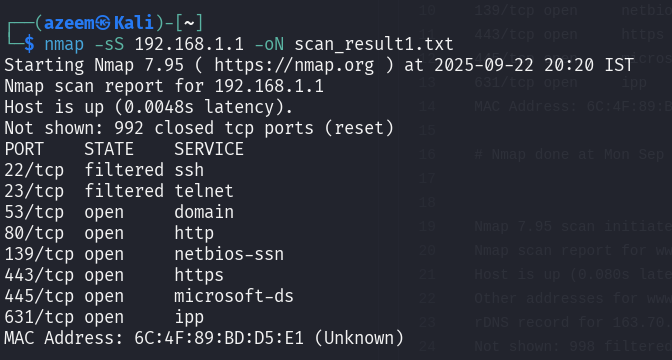 ┌──(azeem㉿Kali)-[~]
└─$ nmap -sS 192.168.1.1 -oN scan_result1.txt
Starting Nmap 7.95 ( https://nmap.org ) at 2025-09-22 20:20 IST
Nmap scan report for 192.168.1.1
Host is up (0.0048s latency).
Not shown: 992 closed tcp ports (reset)
PORT    STATE    SERVICE
22/tcp  filtered ssh
23/tcp  filtered telnet
53/tcp  open     domain
80/tcp  open     http
139/tcp open     netbios-ssn
443/tcp open     https
445/tcp open     microsoft-ds
631/tcp open     ipp
MAC Address: 6C:4F:89:BD:D5:E1 (Unknown)
10 139/tcp open     netbios
12 443/tcp open     https
micros
631/tcp open     ipp
14 MAC Address: 6C:4F:89:B
15
16 # Nmap done at Mon Sep
17
18
19 Nmap 7.95 scan initiate
20 Nmap scan report for ww
21 Host is up (0.080s late
22 Other addresses for www
23 rDNS record for 163.70.
24 Not shown: 998 filtered